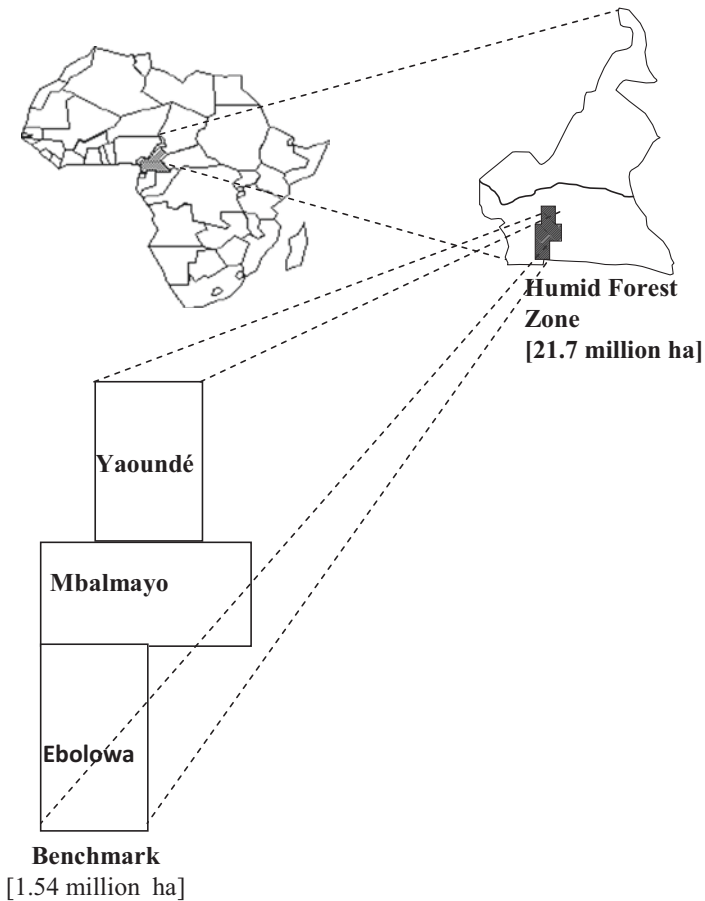 Humid Forest
Zone
[21.7 million ha]
Yaoundé
Mbalmayo
Ebolowa
Benchmark
[1.54 million ha]